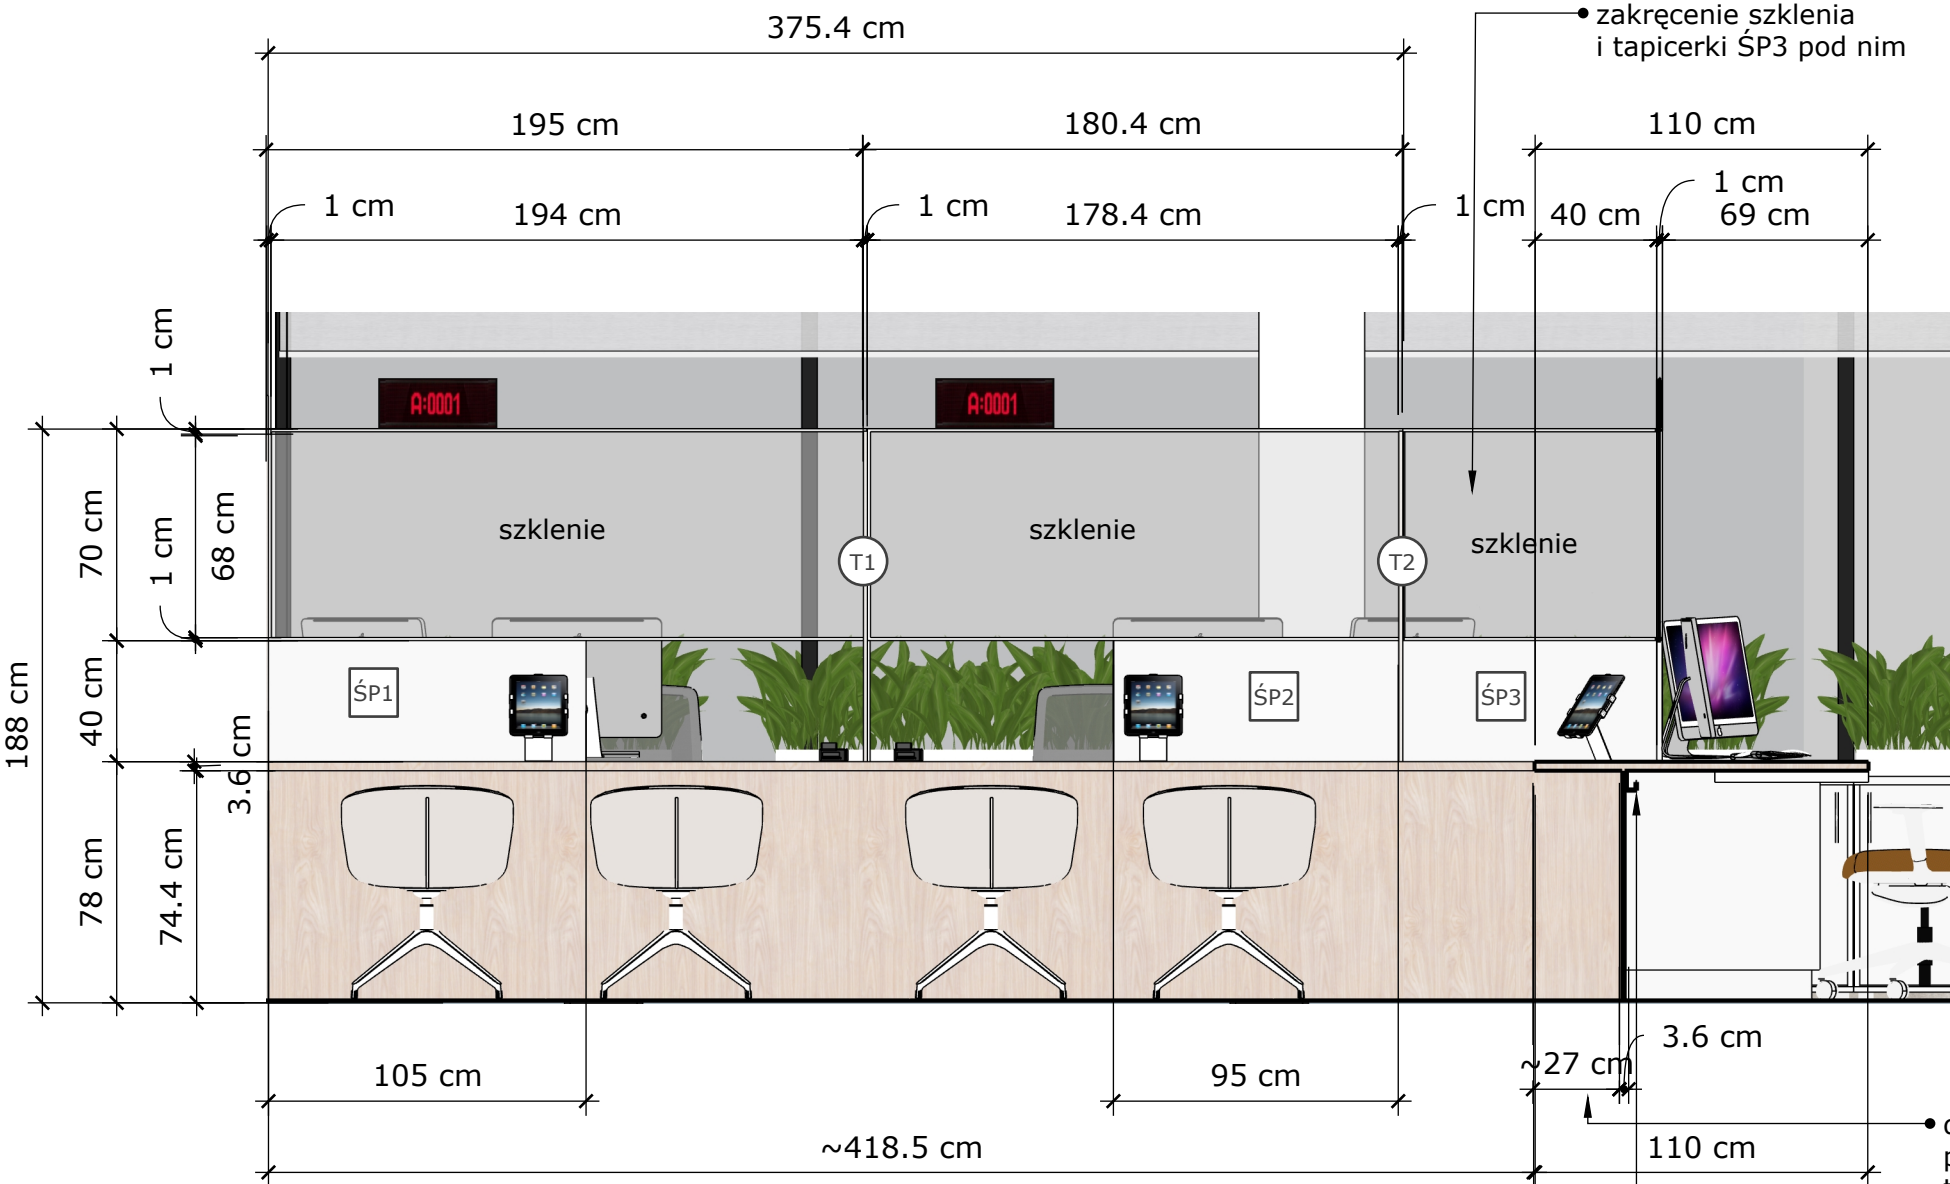 375.4 cm
zakręcenie szklenia
i tapicerki ŚP3 pod nim
195 cm
180.4 cm
110 cm
1 cm
194 cm
1 cm
178.4 cm
1 cm
40 cm
1 cm
69 cm
1 cm
A:0001
A:0001
188 cm
70 cm
1 cm
68 cm
szklenie
szklenie
szklenie
T1
T2
40 cm
3.6 cm
ŚP1
ŚP2
ŚP3
78 cm
74.4 cm
105 cm
95 cm
~27 cm
3.6 cm
~418.5 cm
110 cm